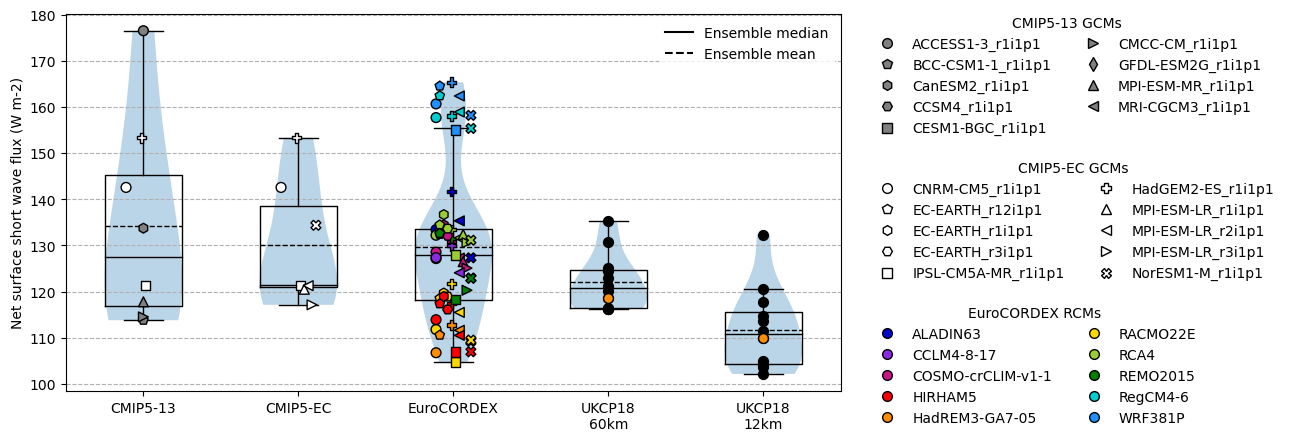 Net surface short wave flux (W m-2)
180
170
160
150
140
130
120
110
100
Ensemble median
Ensemble mean
CMIP5-13
CMIP5-EC
EuroCORDEX
UKCP18
60km
UKCP18
12km
CMIP5-13 GCMs
ACCESS1-3_r1i1p1
BCC-CSM1-1_r1i1p1
CanESM2_r1i1p1
CCSM4_r1i1p1
CESM1-BGC_r1i1p1
CMCC-CM_r1i1p1
GFDL-ESM2G_r1i1p1
MPI-ESM-MR_r1i1p1
MRI-CGCM3_r1i1p1
CMIP5-EC GCMs
CNRM-CM5_r1i1p1
EC-EARTH_r12i1p1
EC-EARTH_r1i1p1
EC-EARTH_r3i1p1
IPSL-CM5A-MR_r1i1p1
HadGEM2-ES_r1i1p1
MPI-ESM-LR_r1i1p1
MPI-ESM-LR_r2i1p1
MPI-ESM-LR_r3i1p1
NorESM1-M_r1i1p1
EuroCORDEX RCMs
ALADIN63
CCLM4-8-17
COSMO-crCLIM-v1-1
HIRHAM5
HadREM3-GA7-05
RACMO22E
RCA4
REMO2015
RegCM4-6
WRF381P